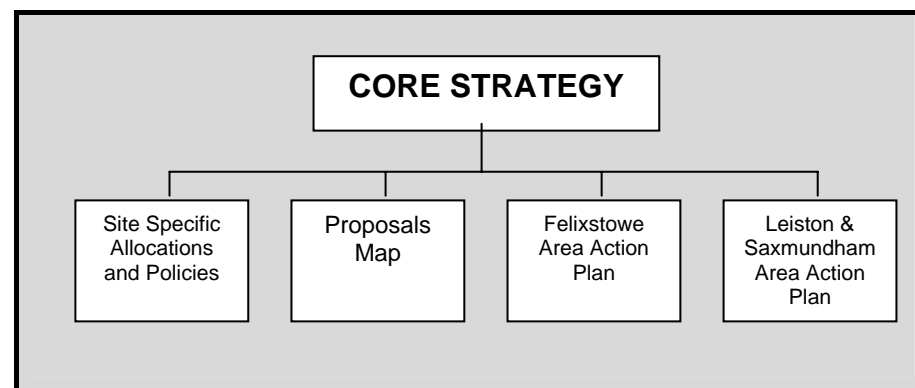 CORE STRATEGY
Site Specific
Allocations
and Policies
Proposals
Map
Felixstowe
Area Action
Plan
Leiston &
Saxmundham
Area Action
Plan